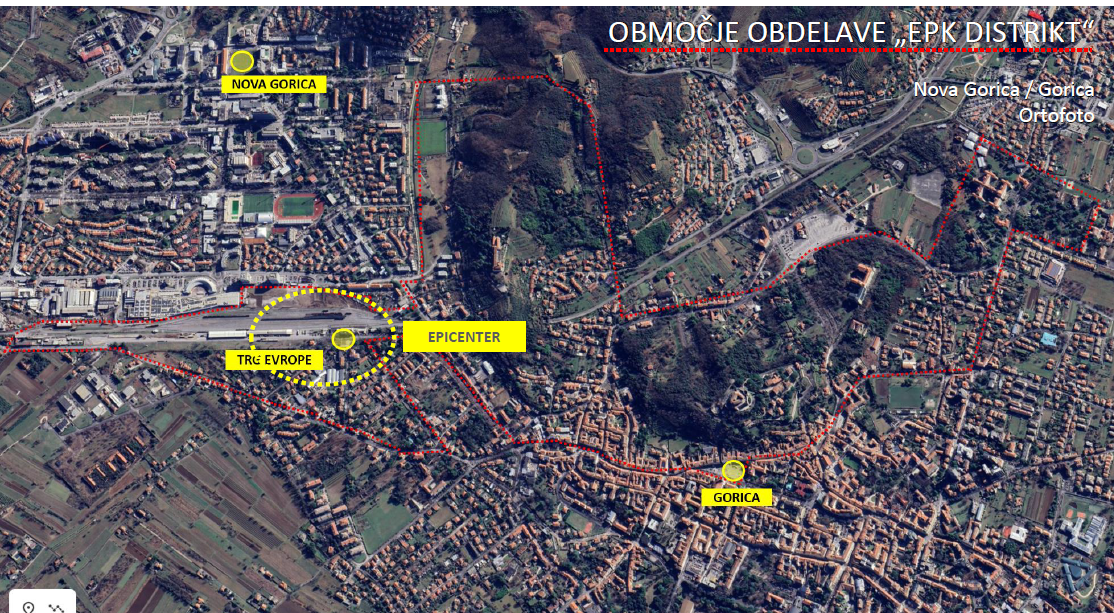 OBMOČJE OBDELAVE „EPK DISTRIKT“
Nova Gorica / Gorica
Ortofoto
NOVA GORICA
EPICENTER
TRG EVROPE
GORICA